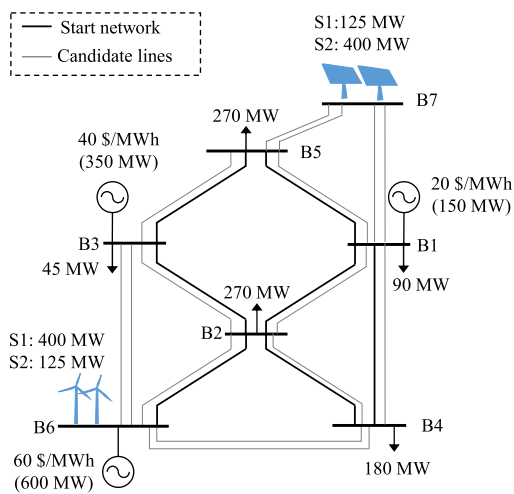 Start network
Candidate lines
S1:125 MW
S2: 400 MW
B7
270 MW
B5
40 $/MWh
(350 MW)
20 $/MWh
(150 MW)
B3
B1
45 MW
90 MW
270 MW
B2
S1: 400 MW
S2: 125 MW
B6
B4
60 $/MWh
(600 MW)
180 MW